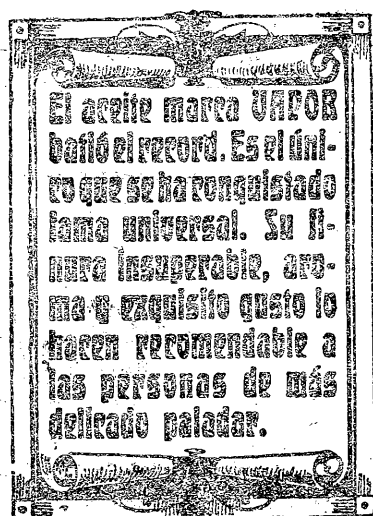 El aceite marca VAPOR
batió el record. Es el úni-
co que se ha conquistado
fama universal. Su fi-
nura insuperable, aro-
ma y exquisito gusto lo
hacen recomendable a
las personas de más
delicado paladar.